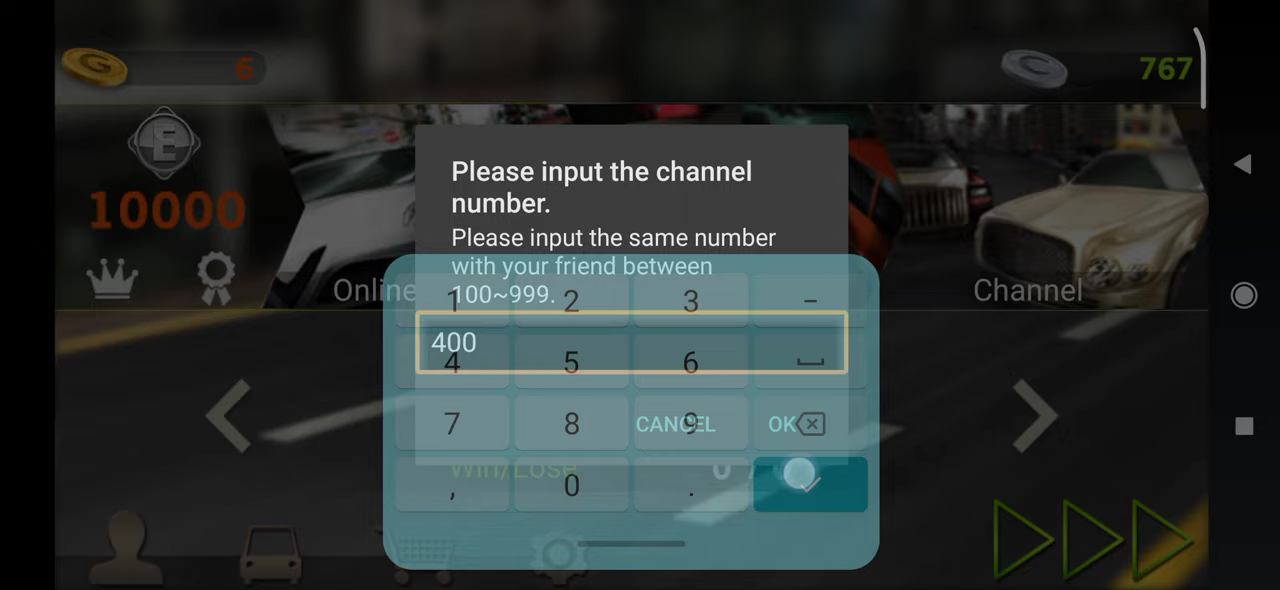 6
767
E
10000
Please input the channel
number.
Please input the same number
with your friend between
100~999.
Online
Channel
400
1 2 3 -
4 5 6
7 8 9
CANCEL OK
Win/Lose 0
, 0 .